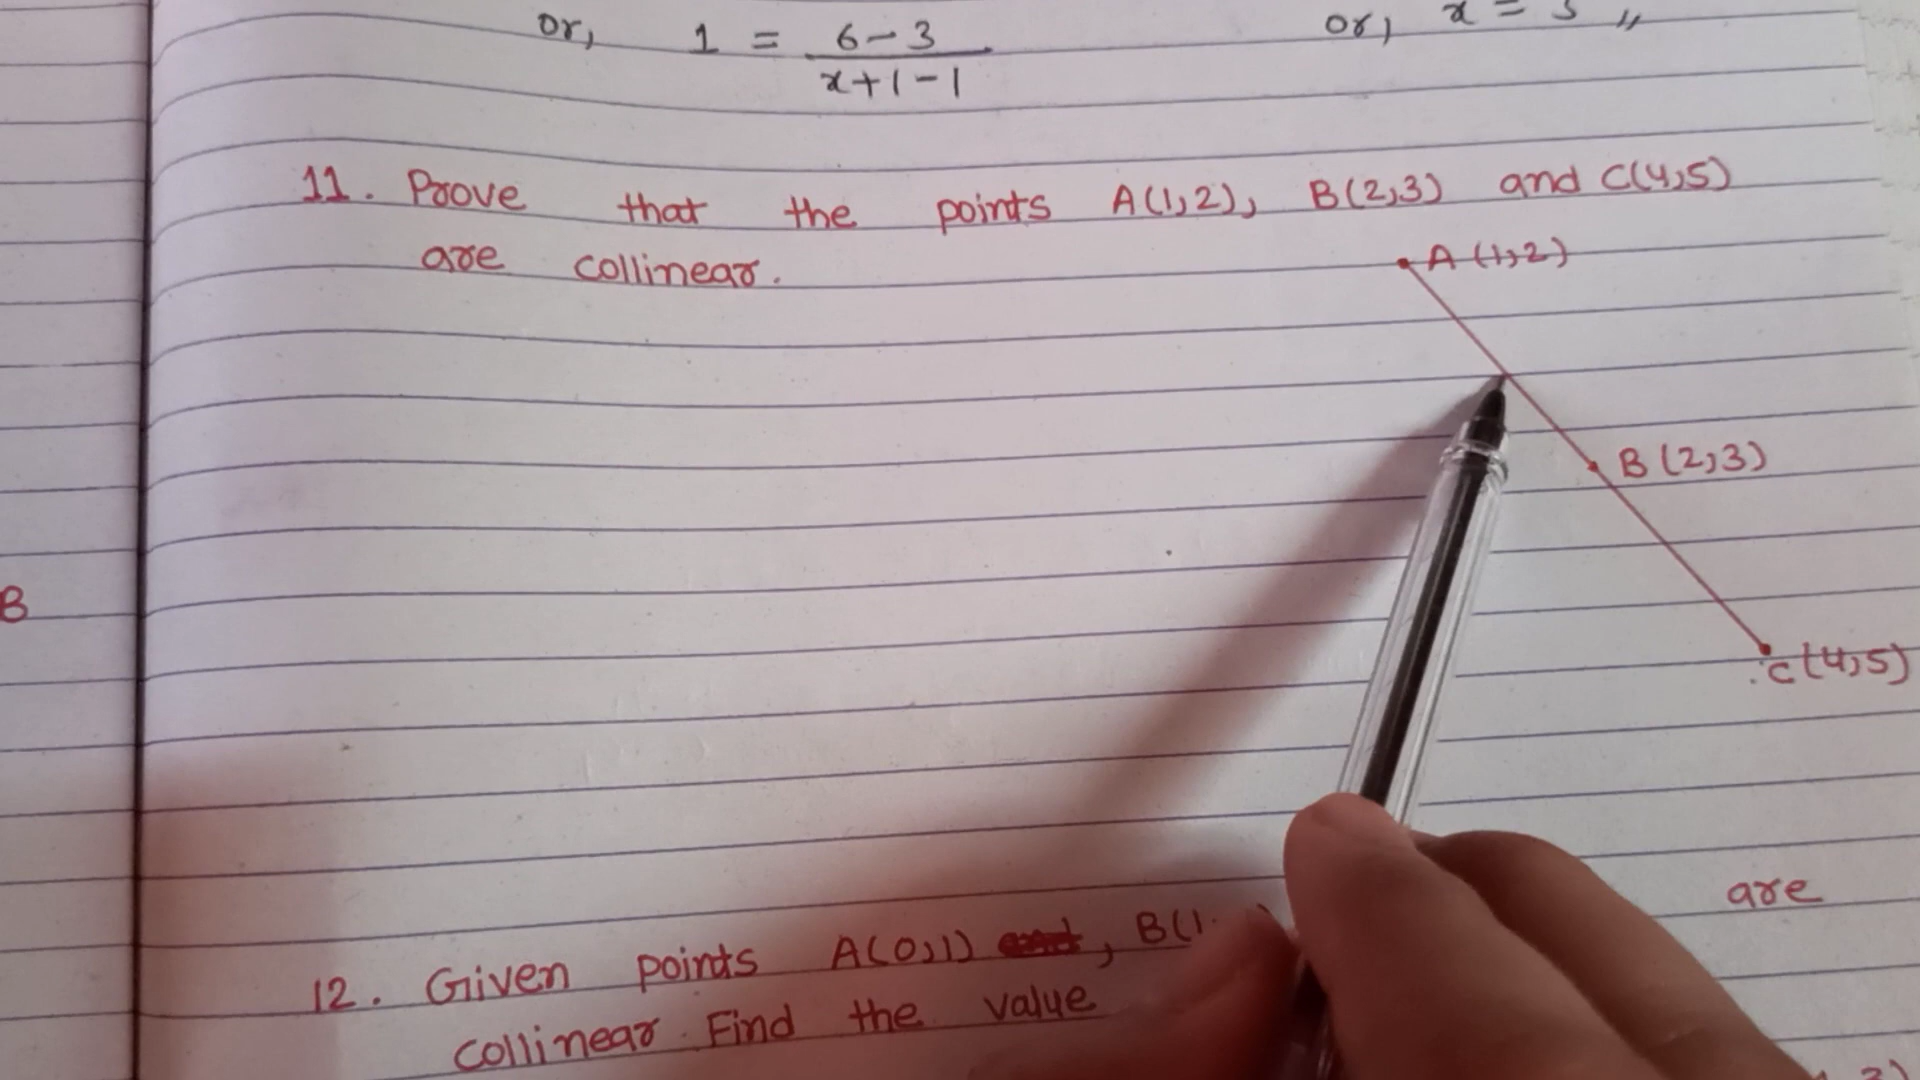 or, 1 = 6-3 / x+1-1
or, x =
11. Prove that the points A(1,2), B(2,3) and C(4,5)
are collinear.
A (1,2)
B (2,3)
C (4,5)
B
12. Given points A(0,1) , B(1 are
collinear. Find the value